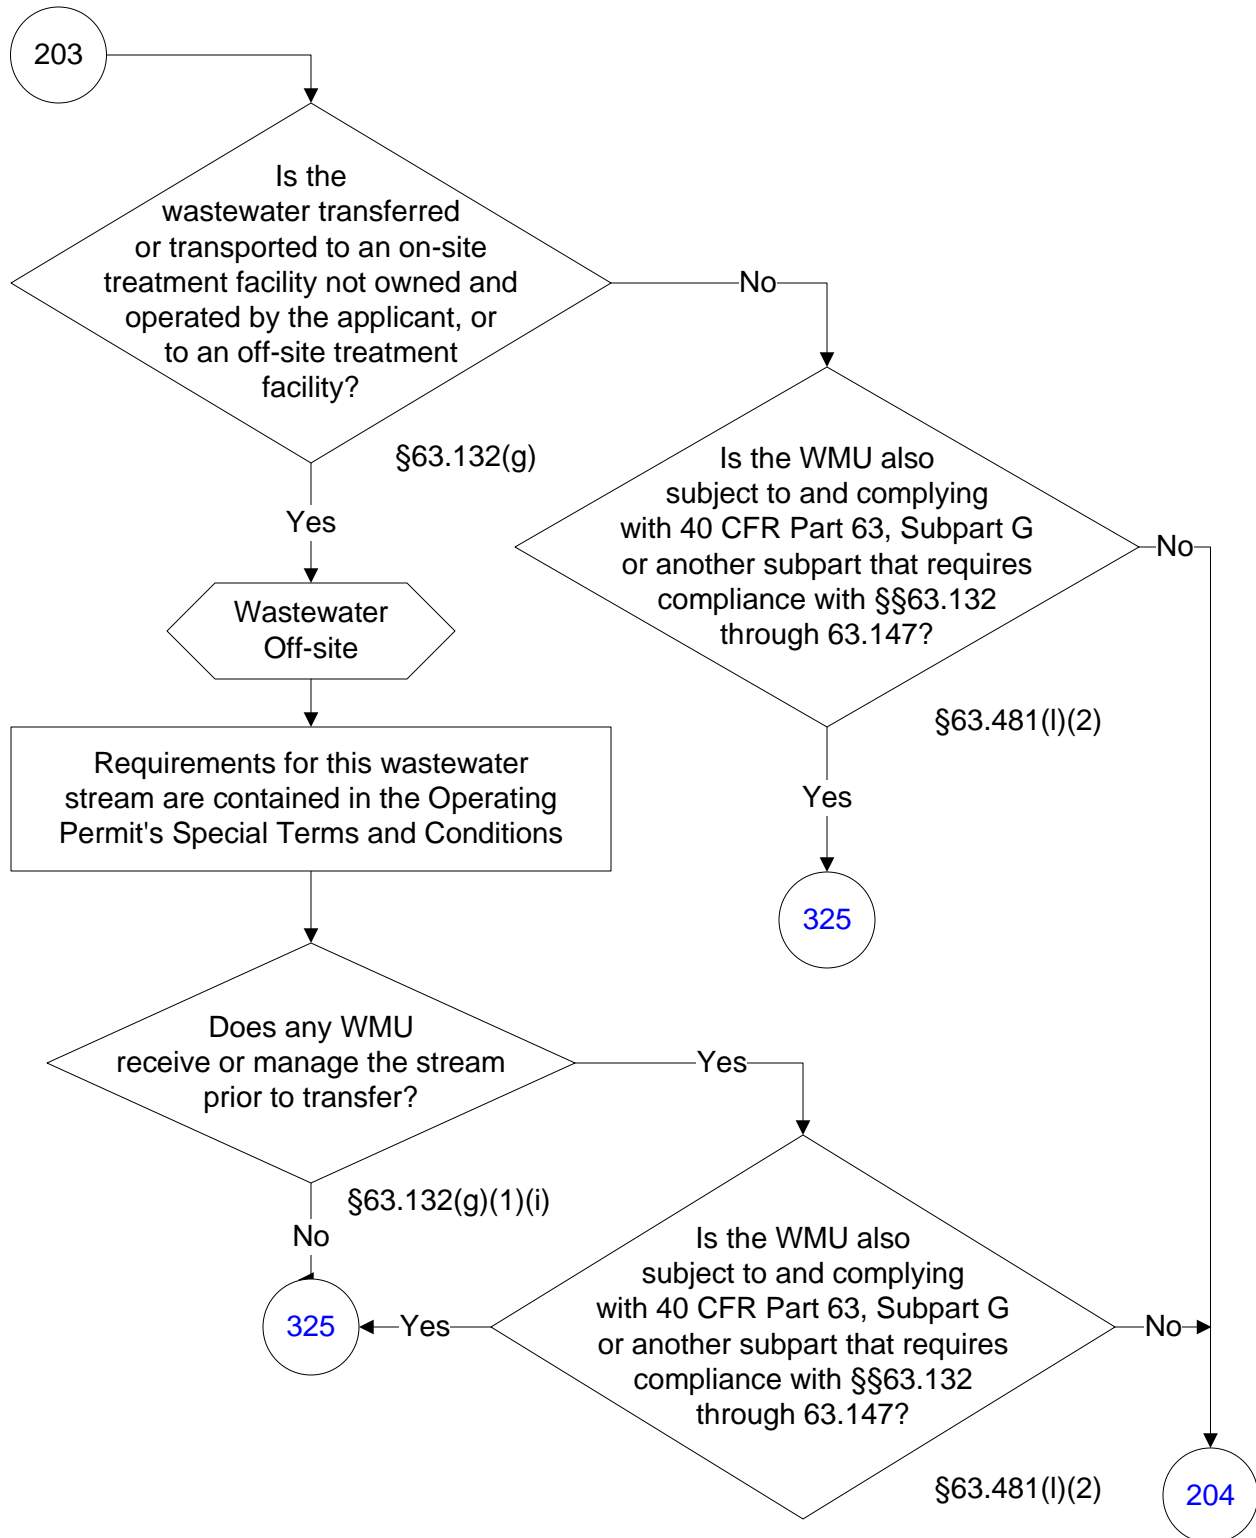 203
Is the
wastewater transferred
or transported to an on-site
treatment facility not owned and
operated by the applicant, or
to an off-site treatment
facility?
No
§63.132(g)
Yes
Is the WMU also
subject to and complying
with 40 CFR Part 63, Subpart G
or another subpart that requires
compliance with §§63.132
through 63.147?
No
§63.481(l)(2)
Yes
325
Wastewater
Off-site
Requirements for this wastewater
stream are contained in the Operating
Permit's Special Terms and Conditions
Does any WMU
receive or manage the stream
prior to transfer?
Yes
§63.132(g)(1)(i)
No
325
Yes
Is the WMU also
subject to and complying
with 40 CFR Part 63, Subpart G
or another subpart that requires
compliance with §§63.132
through 63.147?
No
§63.481(l)(2)
204